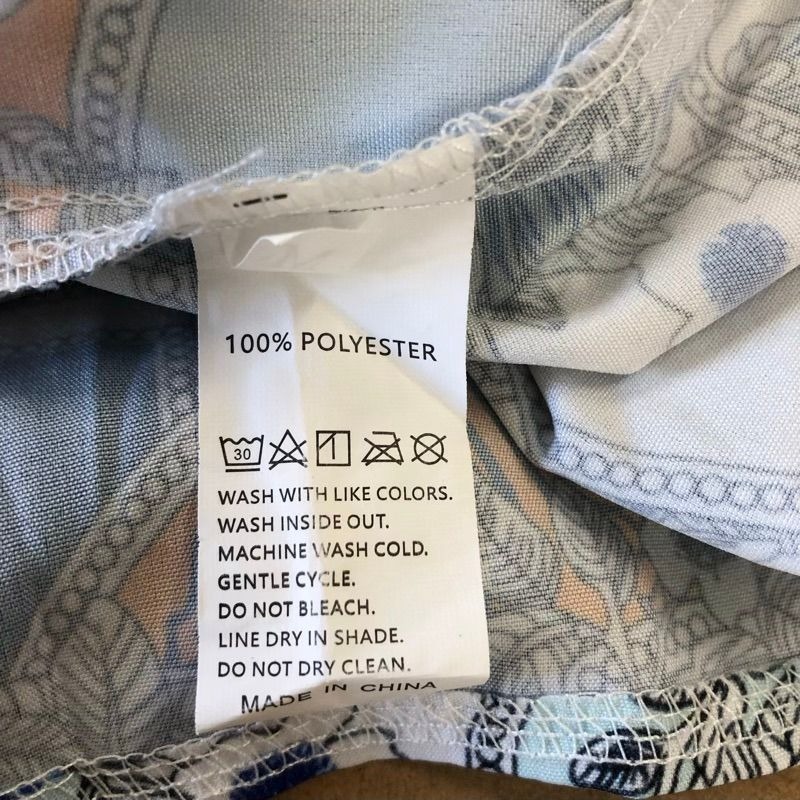 100% POLYESTER
30
WASH WITH LIKE COLORS.
WASH INSIDE OUT.
MACHINE WASH COLD.
GENTLE CYCLE.
DO NOT BLEACH.
LINE DRY IN SHADE.
DO NOT DRY CLEAN.
MADE IN CHINA